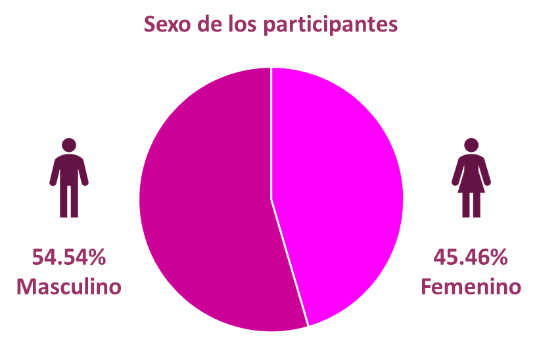 Sexo de los participantes
54.54%
Masculino
45.46%
Femenino